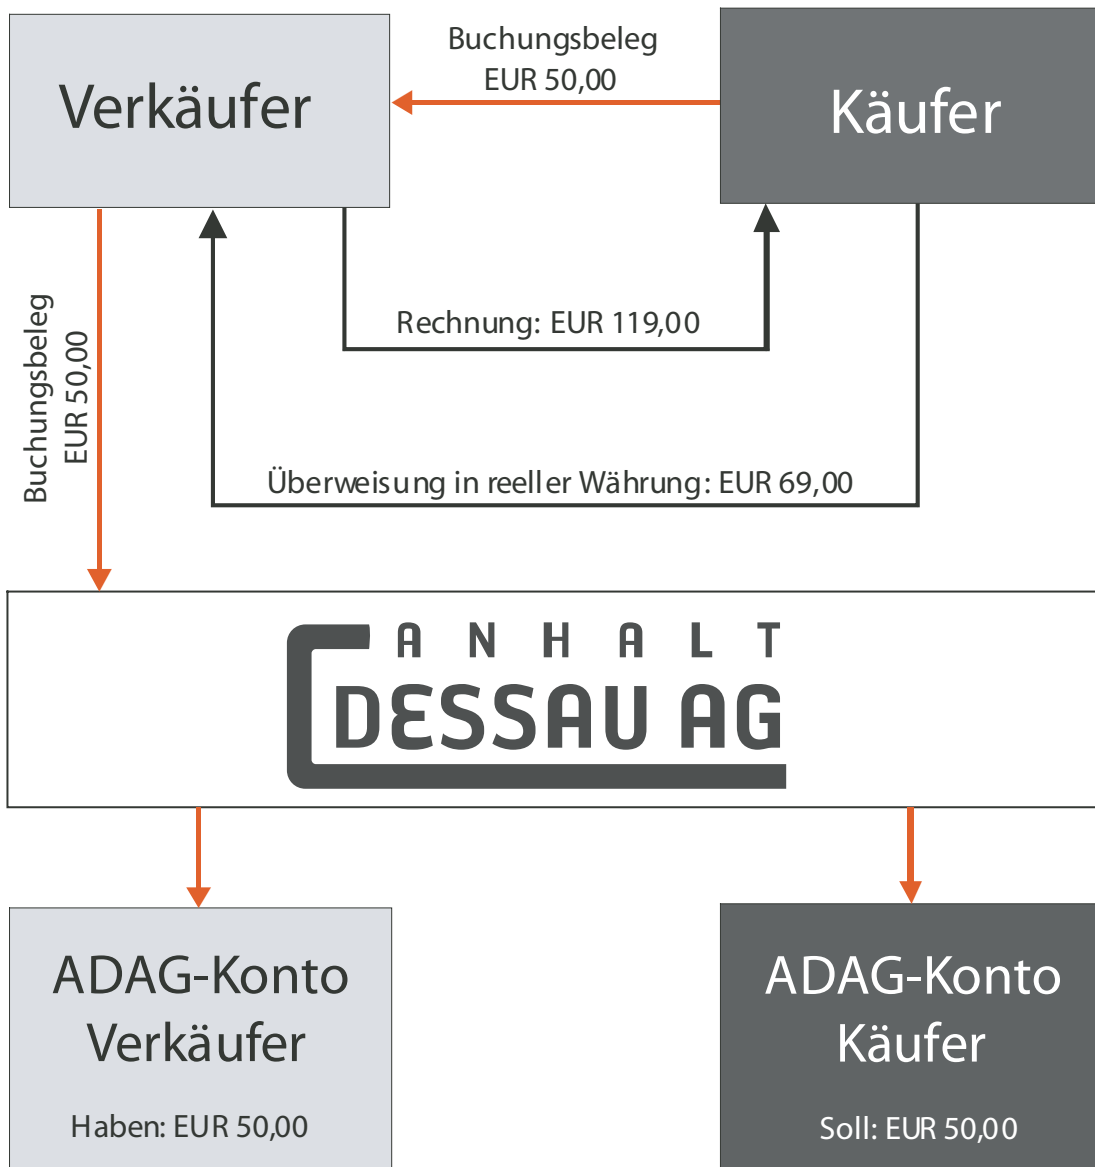 Buchungsbeleg
EUR 50,00
Verkäufer
Käufer
Buchungsbeleg
EUR 50,00
Rechnung: EUR 119,00
Überweisung in reeller Währung: EUR 69,00
ANHALT
DESSAU AG
ADAG-Konto
Verkäufer
Haben: EUR 50,00
ADAG-Konto
Käufer
Soll: EUR 50,00